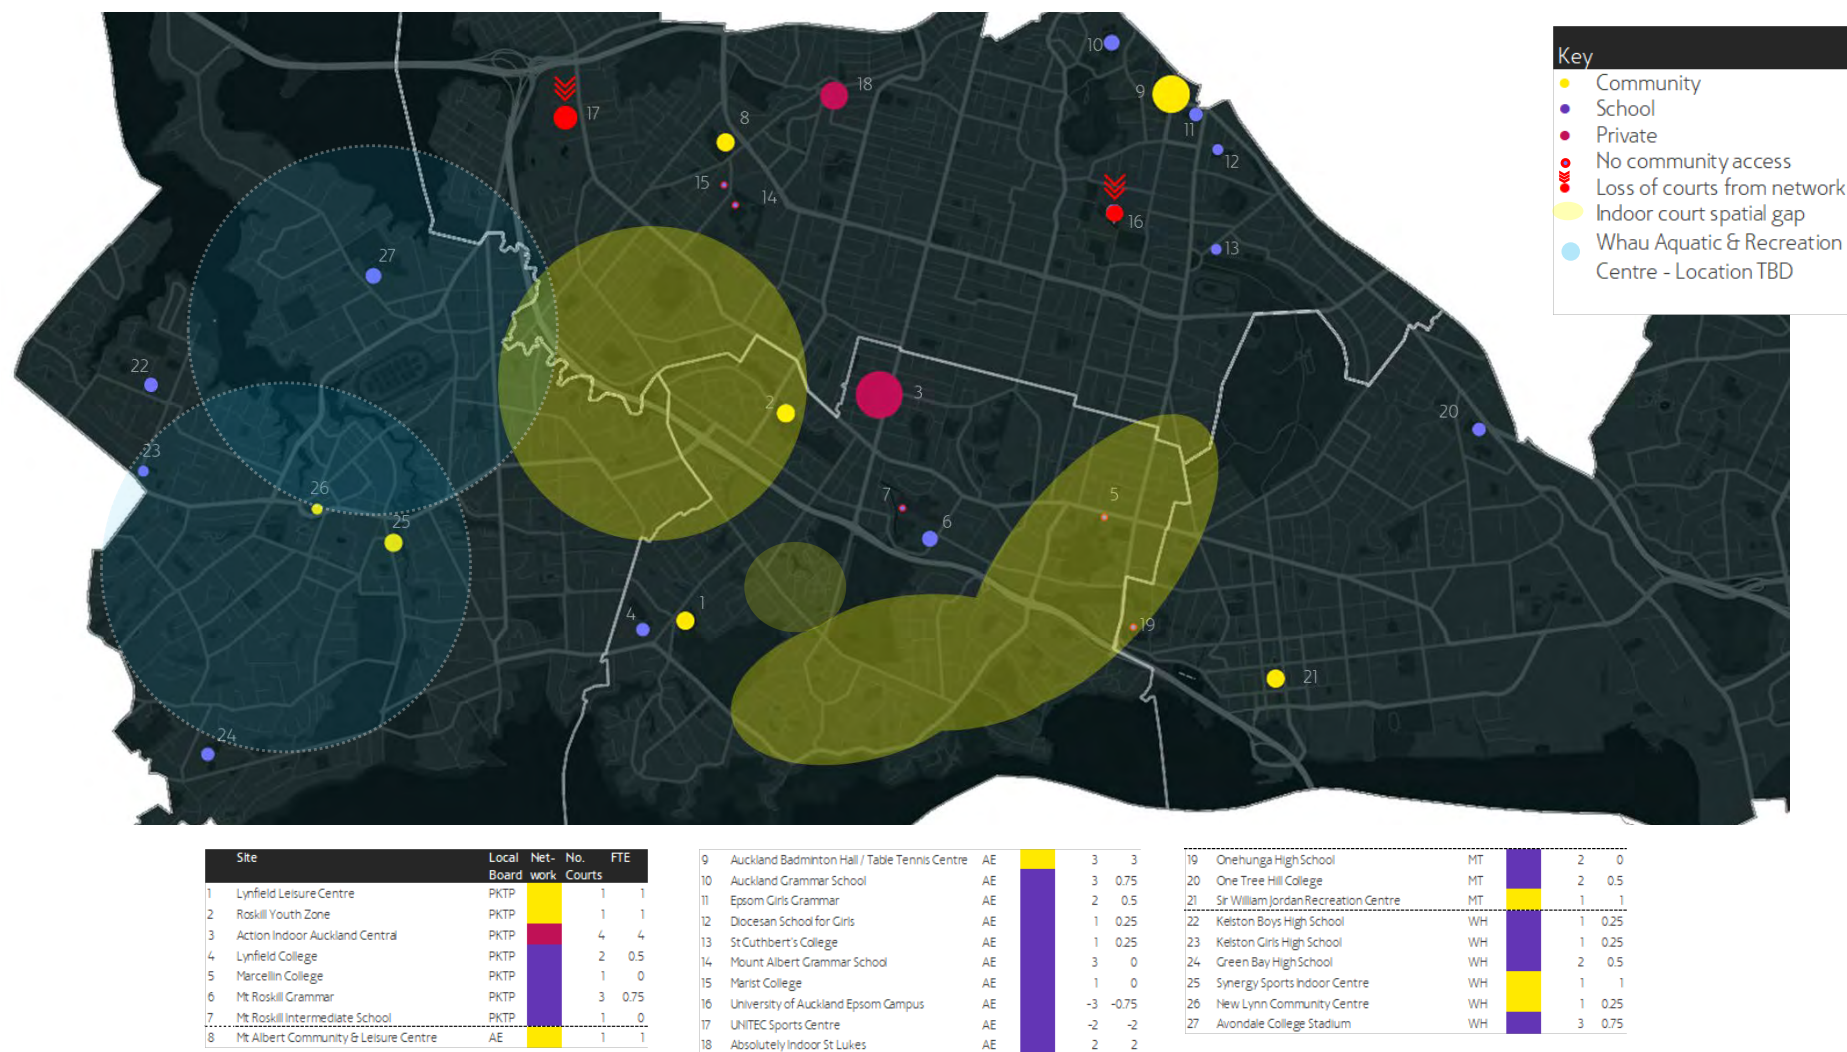 Key
Community
School
Private
No community access
Loss of courts from network
Indoor court spatial gap
Whau Aquatic & Recreation
Centre - Location TBD
10
18
9
17
8
11
12
15
14
16
13
27
22
3
2
20
23
26
5
7
25
6
1
4
19
21
24
Site Local Board Net-work No. Courts FTE
1 Lynfield Leisure Centre PKTP 1 1
2 Roskill Youth Zone PKTP 1 1
3 Action Indoor Auckland Central PKTP 4 4
4 Lynfield College PKTP 2 0.5
5 Marcellin College PKTP 1 0
6 Mt Roskill Grammar PKTP 3 0.75
7 Mt Roskill Intermediate School PKTP 1 0
8 Mt Albert Community & Leisure Centre AE 1 1
9 Auckland Badminton Hall / Table Tennis Centre AE 3 3
10 Auckland Grammar School AE 3 0.75
11 Epsom Girls Grammar AE 2 0.5
12 Diocesan School for Girls AE 1 0.25
13 St Cuthbert's College AE 1 0.25
14 Mount Albert Grammar School AE 3 0
15 Marist College AE 1 0
16 University of Auckland Epsom Campus AE -3 -0.75
17 UNITEC Sports Centre AE -2 -2
18 Absolutely Indoor St Lukes AE 2 2
19 Onehunga High School MT 2 0
20 One Tree Hill College MT 2 0.5
21 Sir William Jordan Recreation Centre MT 1 1
22 Kelston Boys High School WH 1 0.25
23 Kelston Girls High School WH 1 0.25
24 Green Bay High School WH 2 0.5
25 Synergy Sports Indoor Centre WH 1 1
26 New Lynn Community Centre WH 1 0.25
27 Avondale College Stadium WH 3 0.75